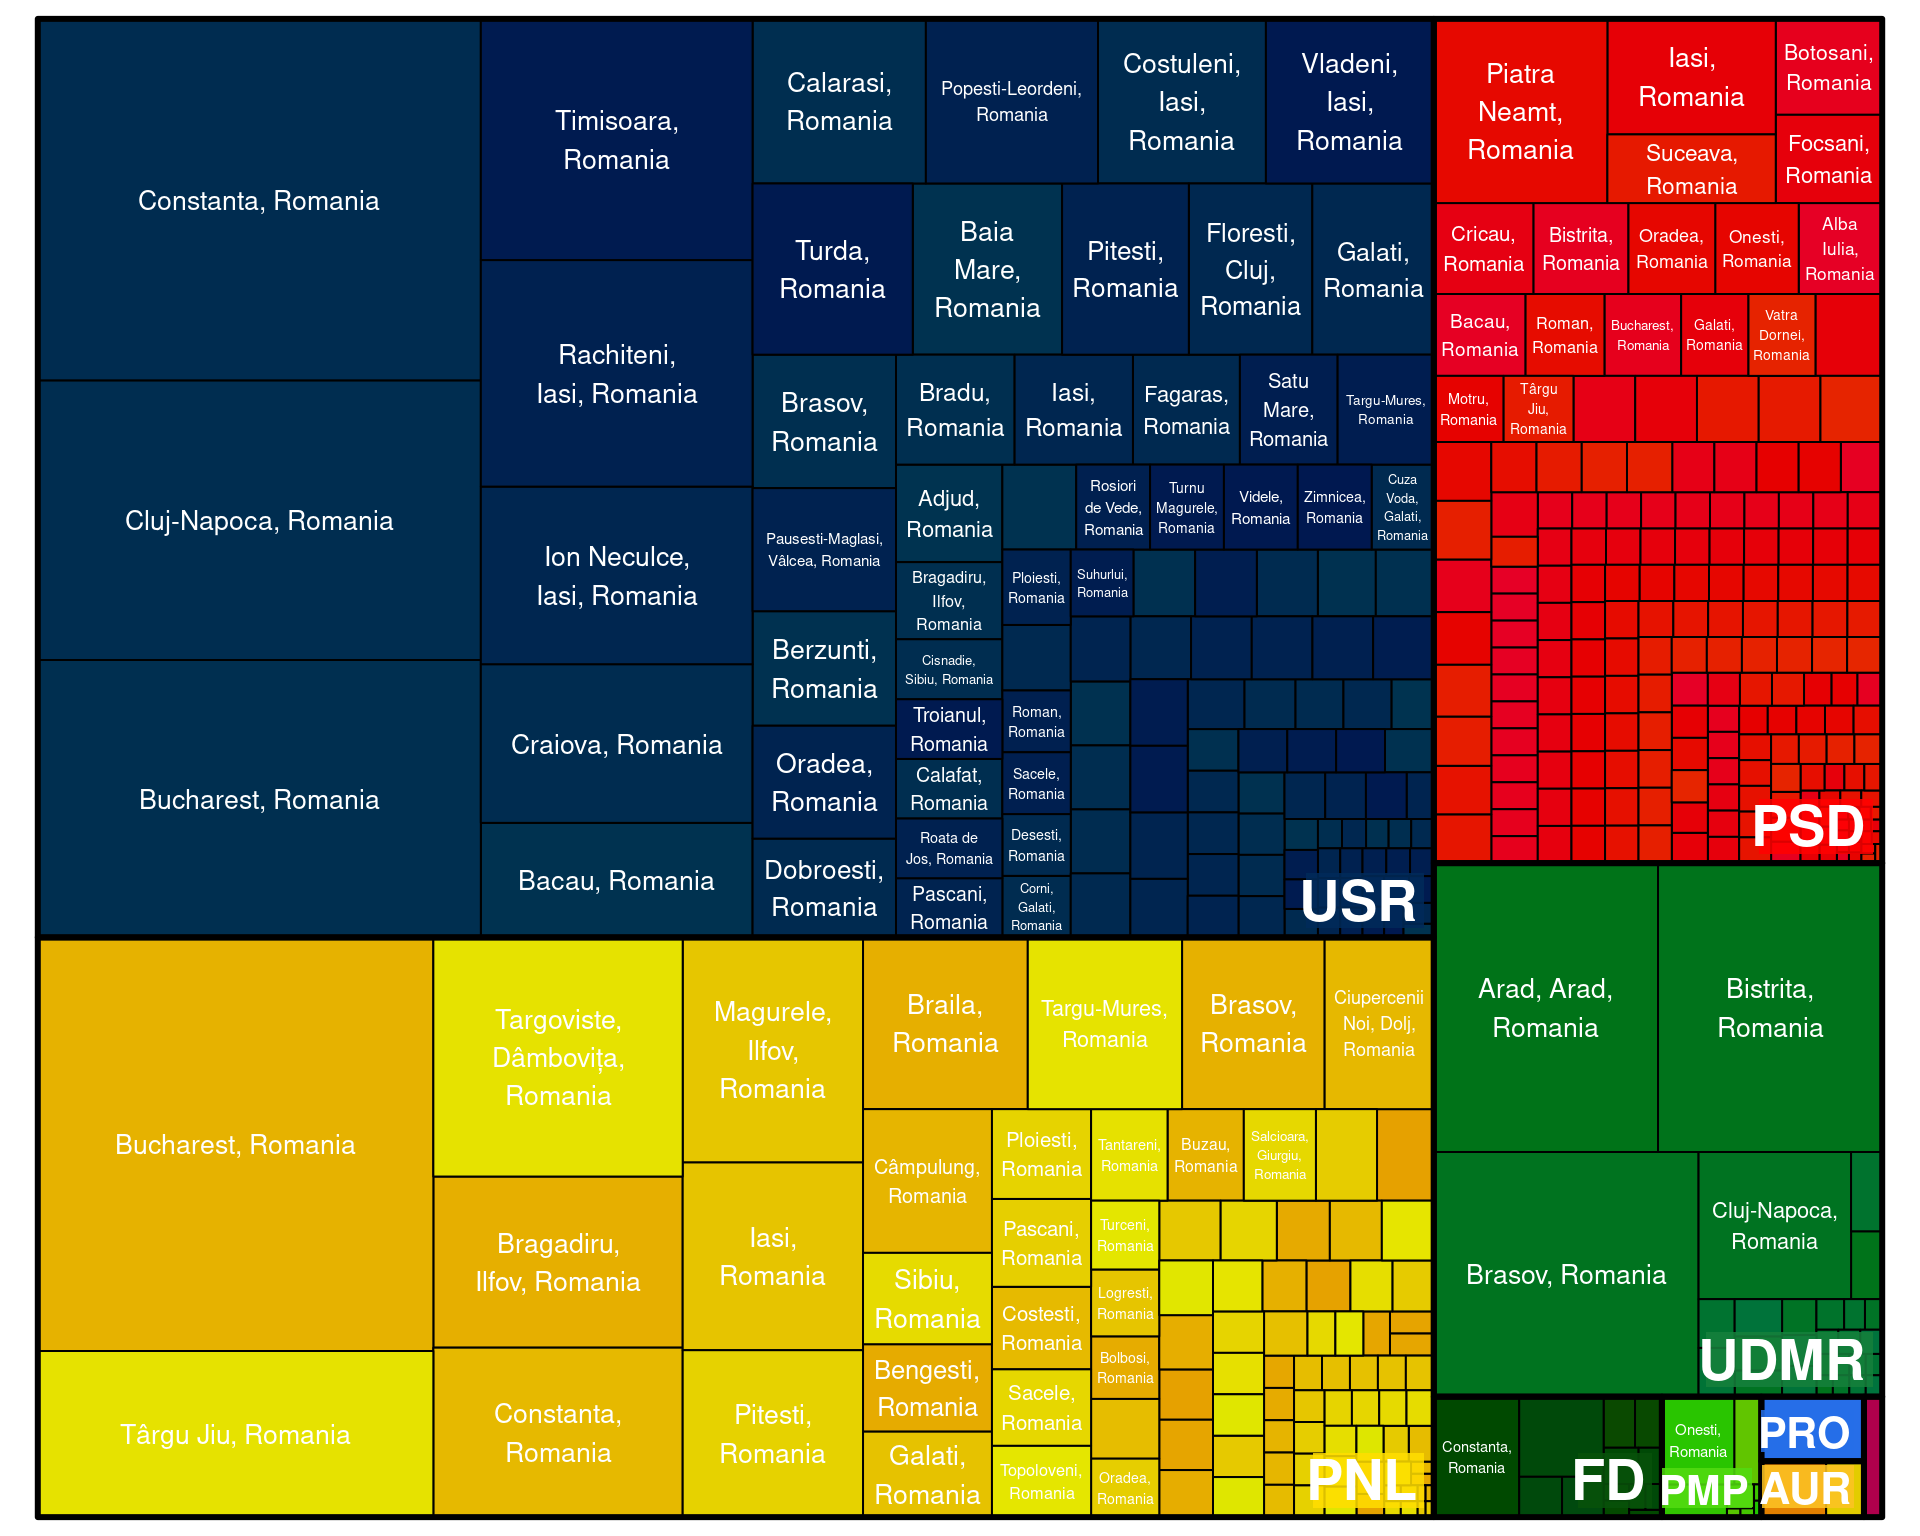 Constanta, Romania
Cluj-Napoca, Romania
Bucharest, Romania
Timisoara,
Romania
Rachiteni,
Iasi, Romania
Ion Neculce,
Iasi, Romania
Craiova, Romania
Bacau, Romania
Calarasi,
Romania
Popesti-Leordeni,
Romania
Costuleni,
Iasi,
Romania
Vladeni,
Iasi,
Romania
Turda,
Romania
Baia
Mare,
Romania
Pitesti,
Romania
Floresti,
Cluj,
Romania
Galati,
Romania
Brasov,
Romania
Pausesti-Maglasi,
Vâlcea, Romania
Berzunti,
Romania
Oradea,
Romania
Dobroesti,
Romania
Bradu,
Romania
Iasi,
Romania
Fagaras,
Romania
Satu
Mare,
Romania
Targu-Mures,
Romania
Adjud,
Romania
Bragadiru,
Ilfov,
Romania
Cisnadie,
Sibiu, Romania
Troianul,
Romania
Calafat,
Romania
Roata de
Jos, Romania
Pascani,
Romania
Rosiori
de Vede,
Romania
Turnu
Magurele,
Romania
Videle,
Romania
Zimnicea,
Romania
Cuza
Voda,
Galati,
Romania
Ploiesti,
Romania
Suhurlui,
Romania
Roman,
Romania
Sacele,
Romania
Desesti,
Romania
Corni,
Galati,
Romania
USR
Piatra
Neamt,
Romania
Iasi,
Romania
Botosani,
Romania
Suceava,
Romania
Focsani,
Romania
Cricau,
Romania
Bistrita,
Romania
Oradea,
Romania
Onesti,
Romania
Alba
Iulia,
Romania
Bacau,
Romania
Roman,
Romania
Bucharest,
Romania
Galati,
Romania
Vatra
Dornei,
Romania
Motru,
Romania
Târgu
Jiu,
Romania
PSD
Bucharest, Romania
Târgu Jiu, Romania
Targoviste,
Dâmbovița,
Romania
Bragadiru,
Ilfov, Romania
Constanta,
Romania
Magurele,
Ilfov,
Romania
Iasi,
Romania
Pitesti,
Romania
Braila,
Romania
Targu-Mures,
Romania
Brasov,
Romania
Ciupercenii
Noi, Dolj,
Romania
Câmpulung,
Romania
Sibiu,
Romania
Bengesti,
Romania
Galati,
Romania
Ploiesti,
Romania
Pascani,
Romania
Costesti,
Romania
Sacele,
Romania
Topoloveni,
Romania
Tantareni,
Romania
Buzau,
Romania
Salcioara,
Giurgiu,
Romania
Turceni,
Romania
Logresti,
Romania
Bolbosi,
Romania
Oradea,
Romania
PNL
Arad, Arad,
Romania
Bistrita,
Romania
Brasov, Romania
Cluj-Napoca,
Romania
UDMR
Constanta,
Romania
FD
Onesti,
Romania
PMP
PRO
AUR